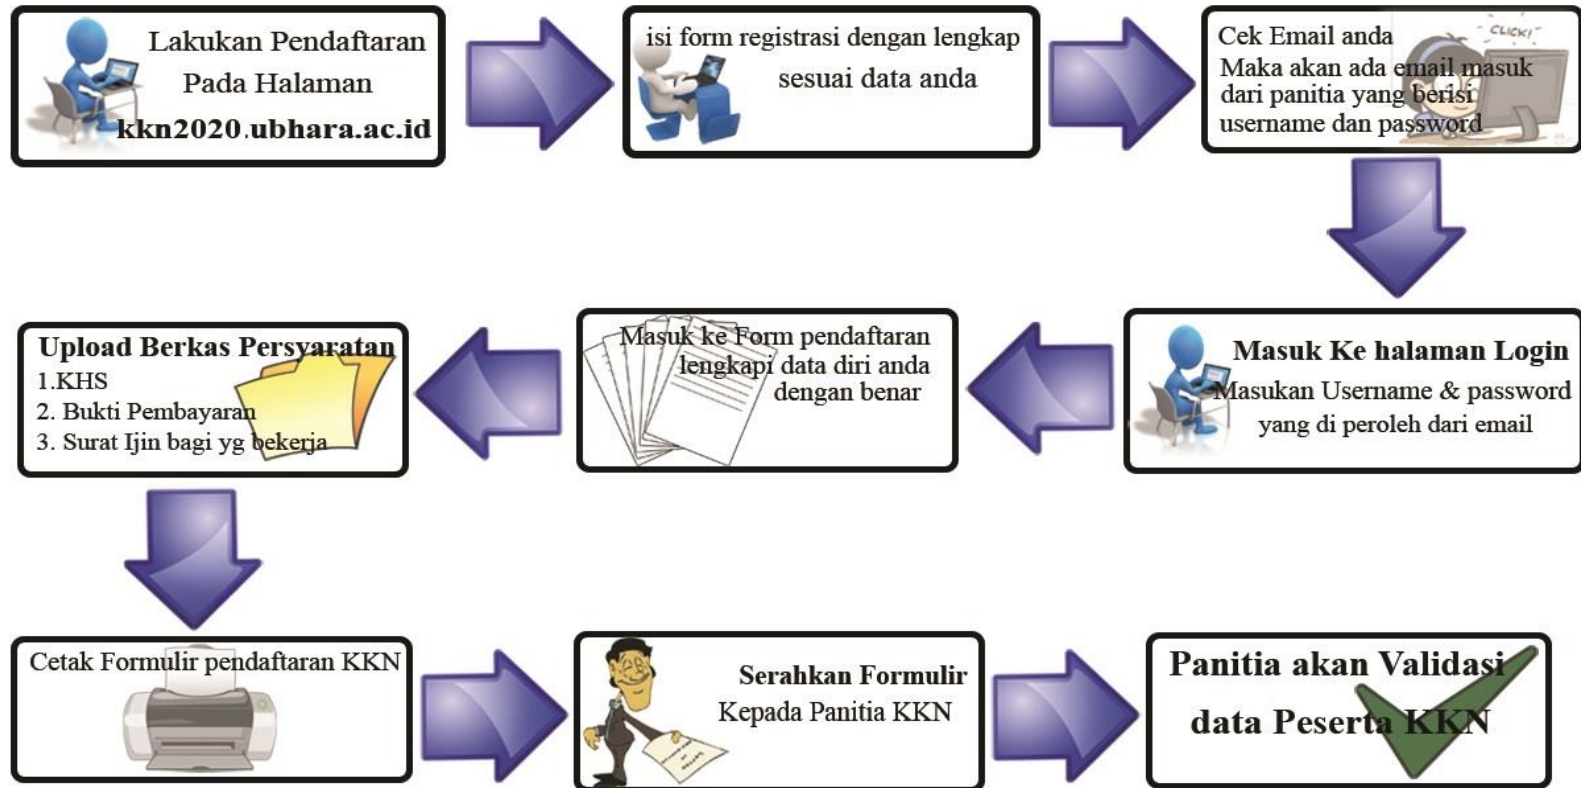 Lakukan Pendaftaran
Pada Halaman
kkn2020.ubhara.ac.id
isi form registrasi dengan lengkap
sesuai data anda
Cek Email anda
CLICK!
Maka akan ada email masuk
dari panitia yang berisi
username dan password
Masuk Ke halaman Login
Masukan Username & password
yang di peroleh dari email
Masuk ke Form pendaftaran
lengkapi data diri anda
dengan benar
Upload Berkas Persyaratan
1.KHS
2. Bukti Pembayaran
3. Surat Ijin bagi yg bekerja
Cetak Formulir pendaftaran KKN
Serahkan Formulir
Kepada Panitia KKN
Panitia akan Validasi
data Peserta KKN